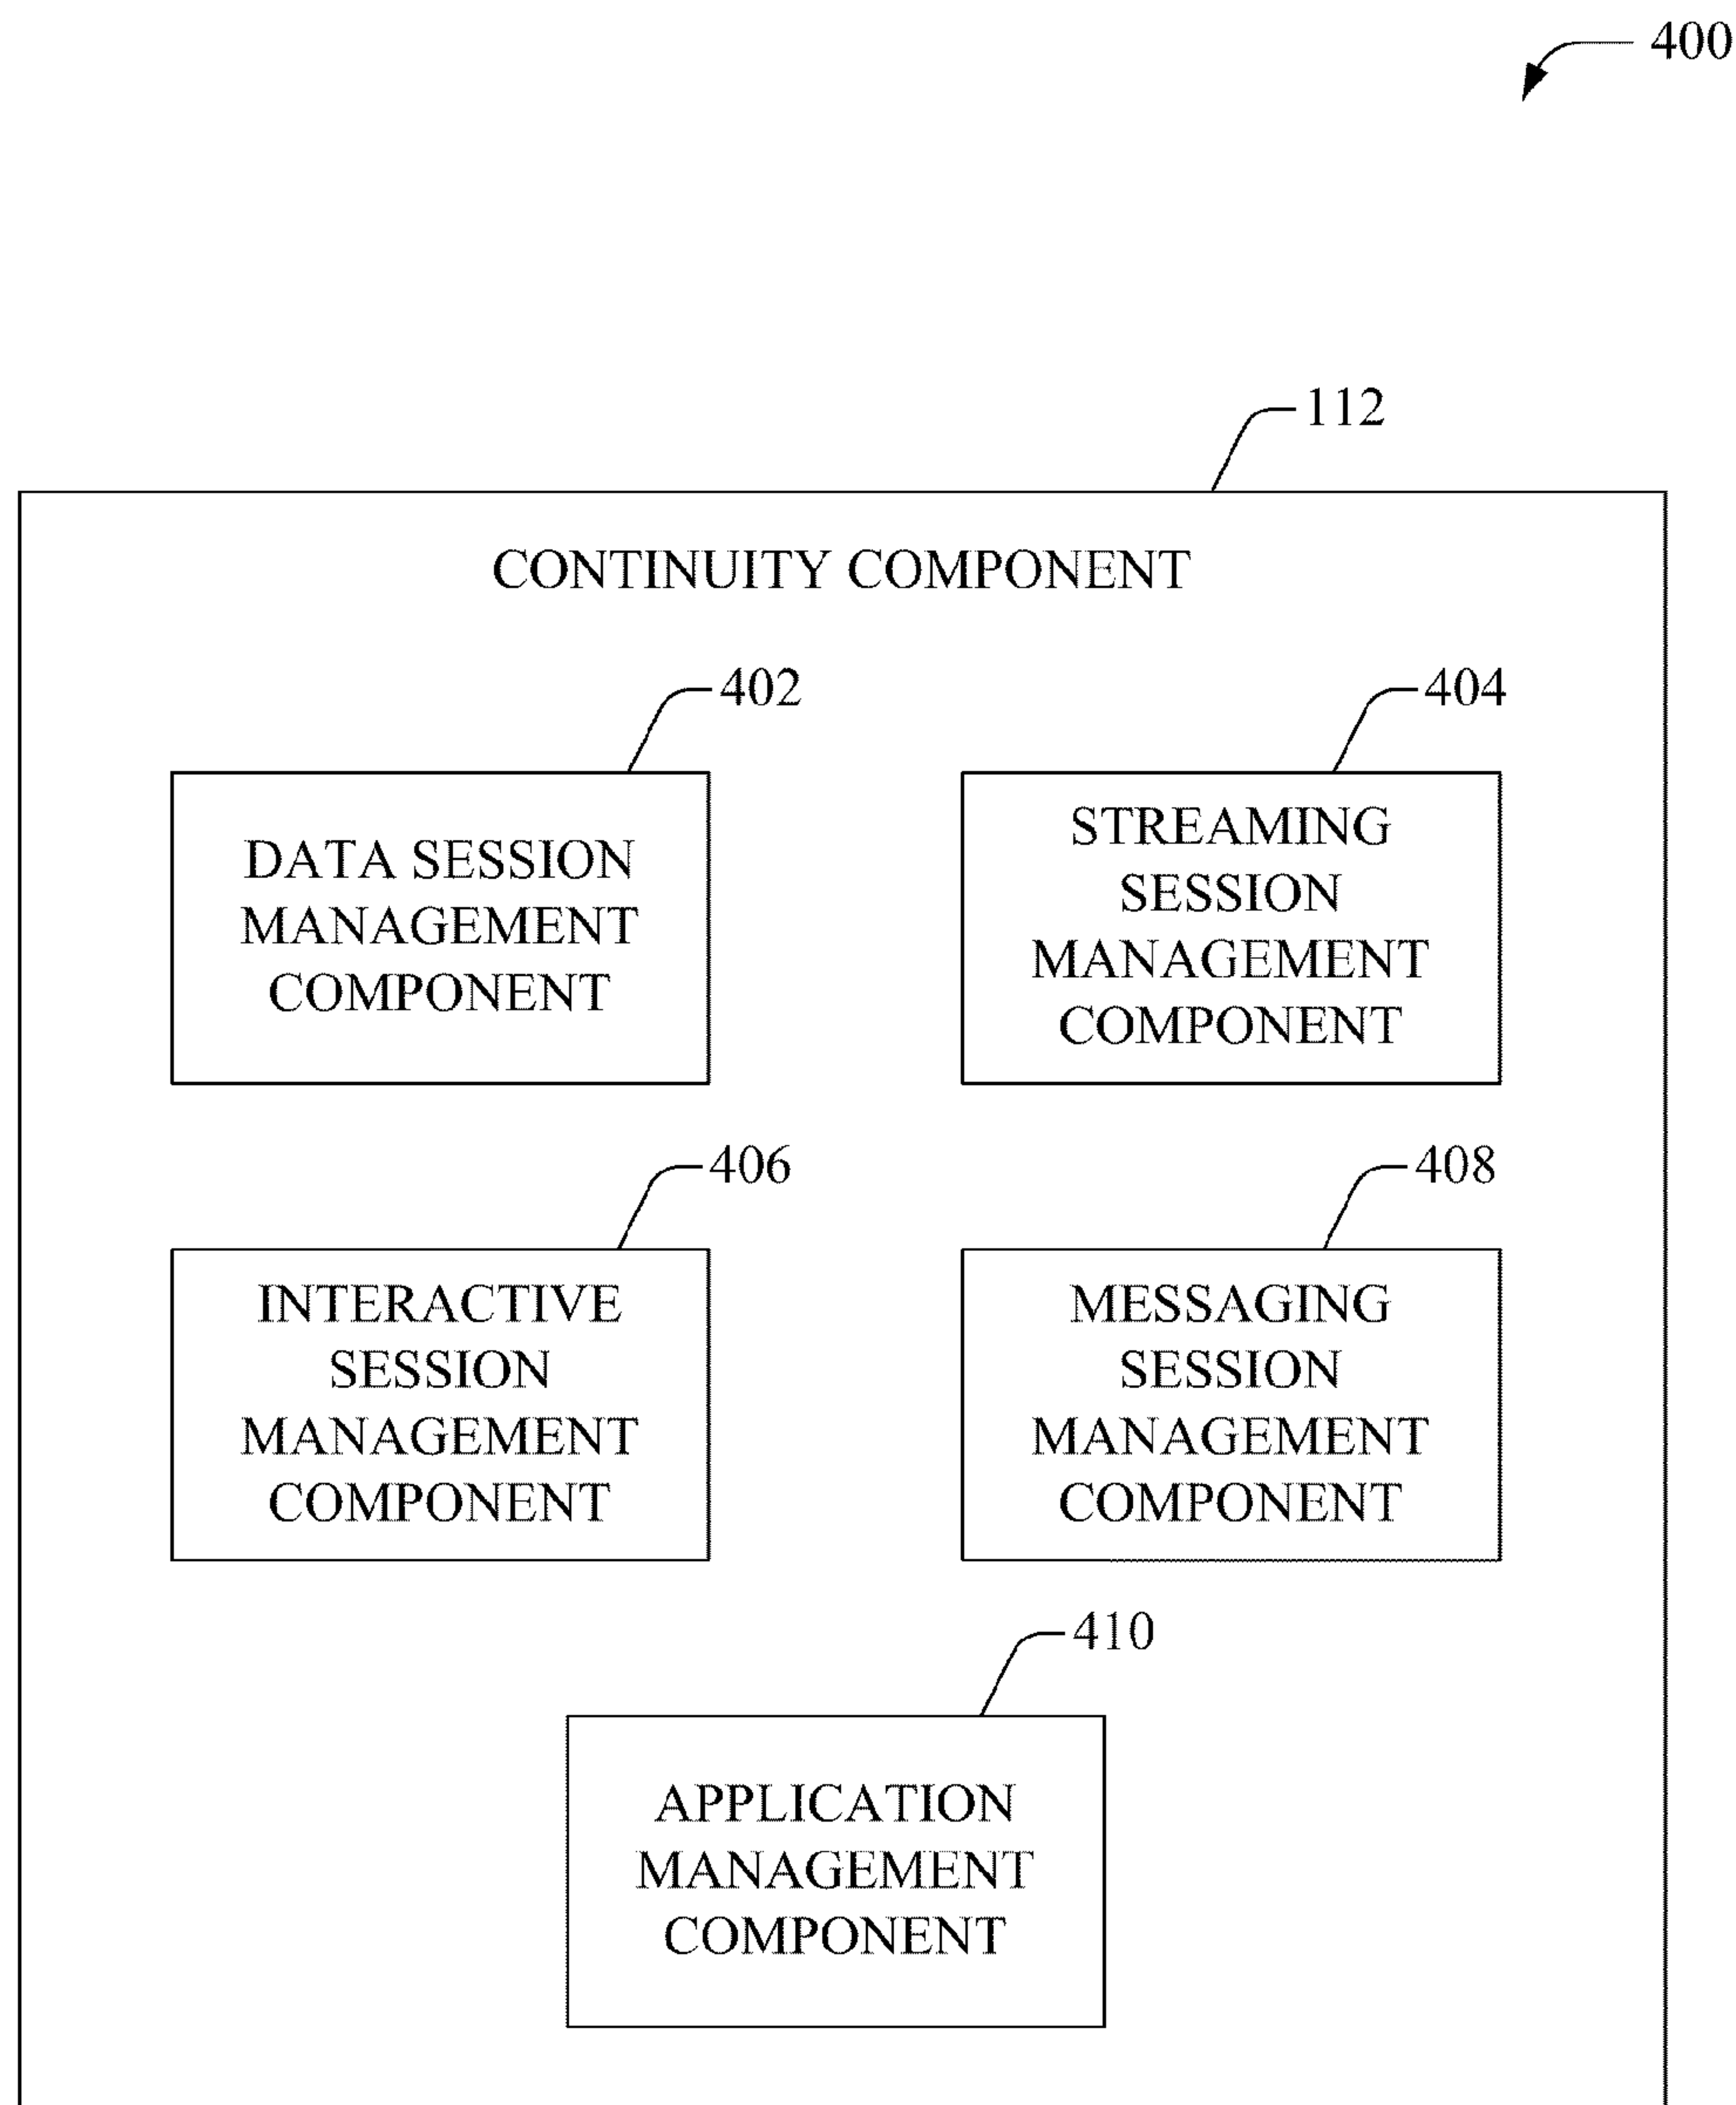 400
112
CONTINUITY COMPONENT
402
DATA SESSION
MANAGEMENT
COMPONENT
404
STREAMING
SESSION
MANAGEMENT
COMPONENT
406
INTERACTIVE
SESSION
MANAGEMENT
COMPONENT
408
MESSAGING
SESSION
MANAGEMENT
COMPONENT
410
APPLICATION
MANAGEMENT
COMPONENT